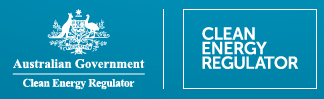 Australian Government
Clean Energy Regulator
CLEAN
ENERGY
REGULATOR